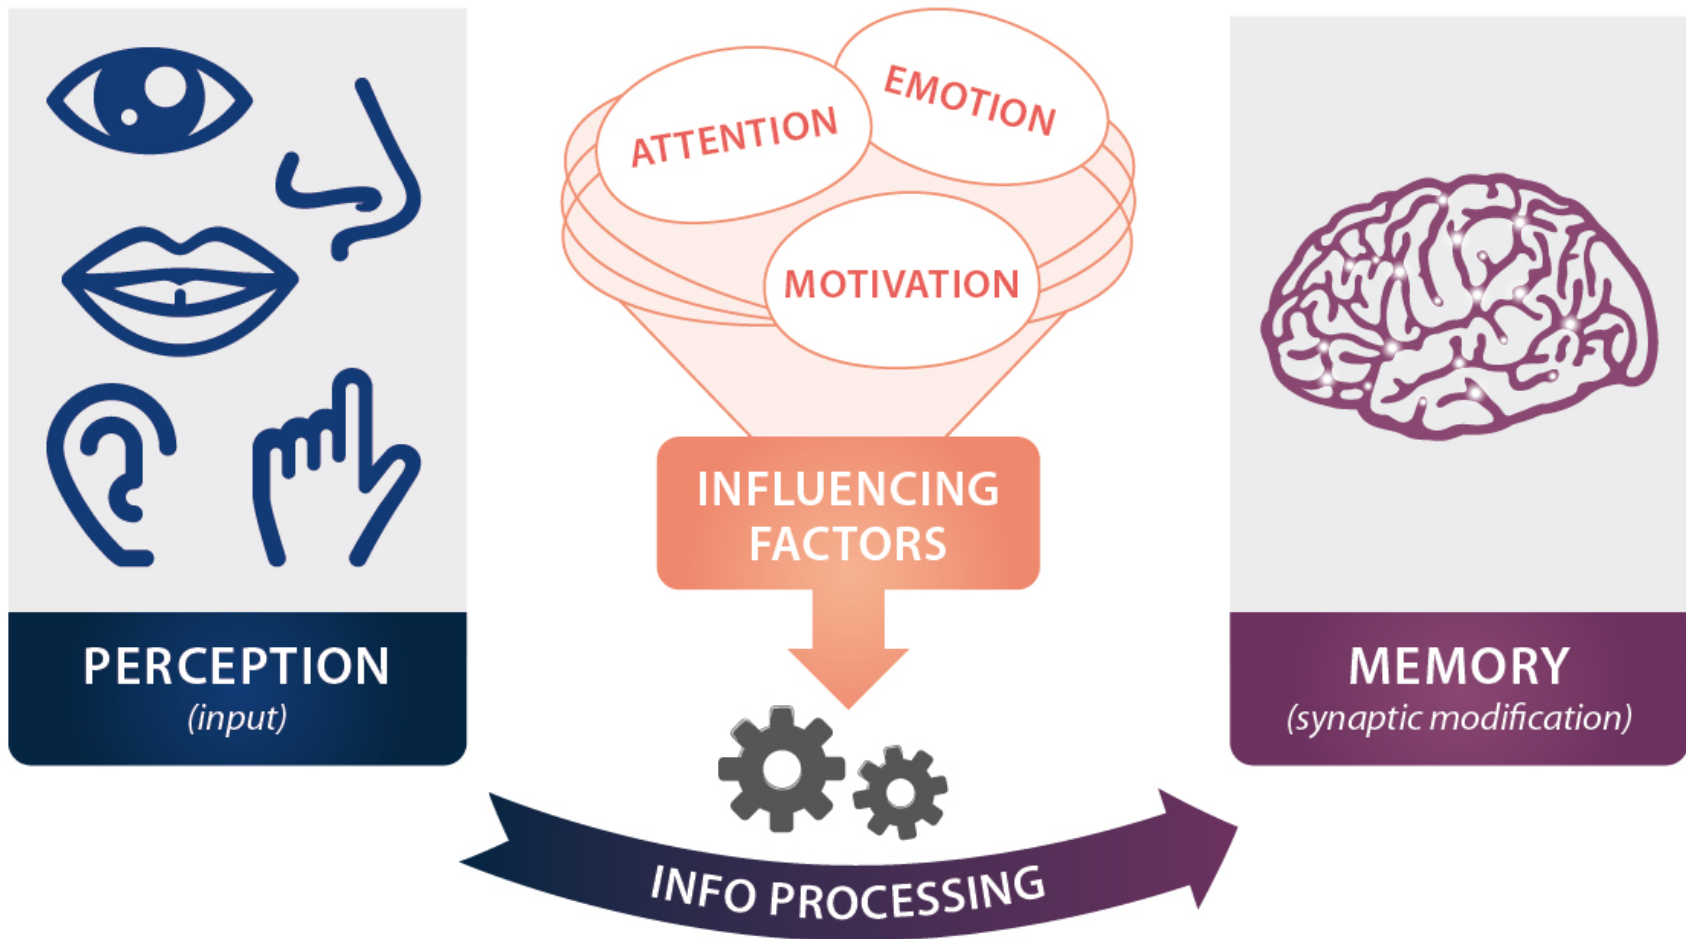 ATTENTION
EMOTION
MOTIVATION
INFLUENCING
FACTORS
PERCEPTION
(input)
MEMORY
(synaptic modification)
INFO PROCESSING